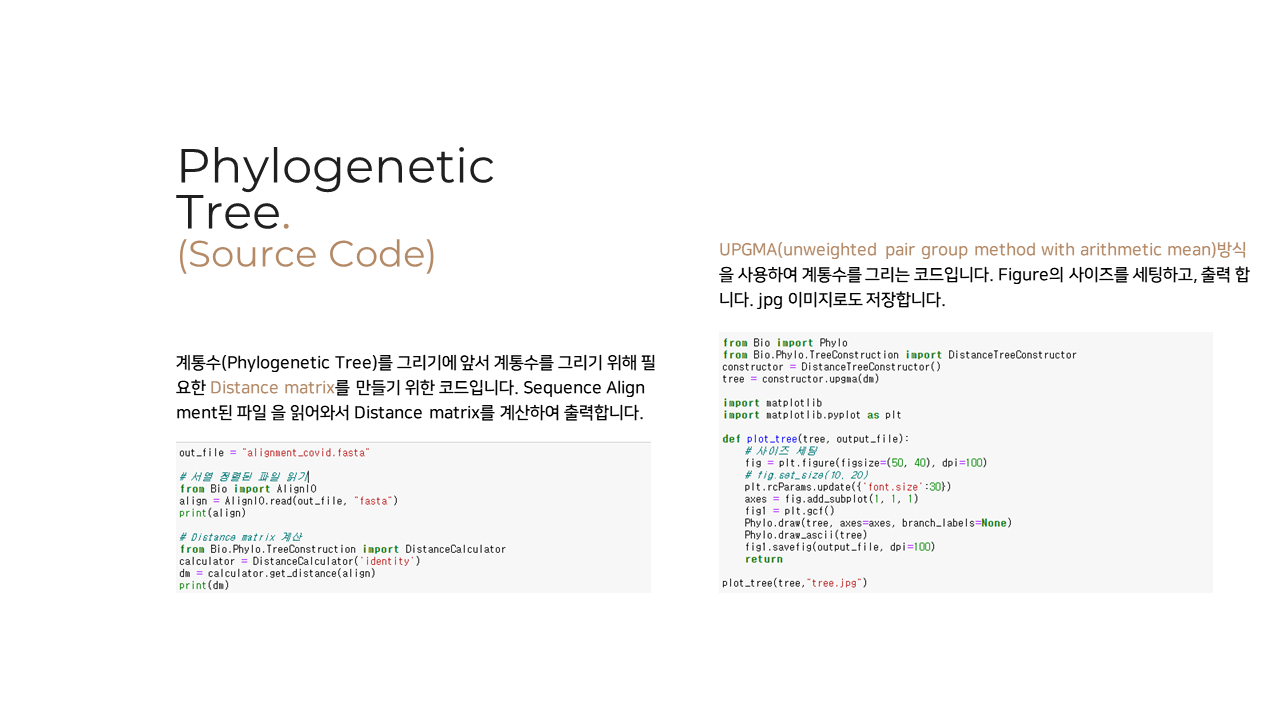 Phylogenetic
Tree.
(Source Code)
계통수(Phylogenetic Tree)를 그리기에 앞서 계통수를 그리기 위해 필
요한 Distance matrix를 만들기 위한 코드입니다. Sequence Align
ment된 파일 을 읽어와서 Distance matrix를 계산하여 출력합니다.
out_file = "alignment_covid.fasta"
# 서열 정렬된 파일 읽기
from Bio import AlignIO
align = AlignIO.read(out_file, "fasta")
print(align)
# Distance matrix 계산
from Bio.Phylo.TreeConstruction import DistanceCalculator
calculator = DistanceCalculator('identity')
dm = calculator.get_distance(align)
print(dm)
UPGMA(unweighted pair group method with arithmetic mean)방식
을 사용하여 계통수를 그리는 코드입니다. Figure의 사이즈를 세팅하고, 출력 합
니다. jpg 이미지로도 저장합니다.
from Bio import Phylo
from Bio.Phylo.TreeConstruction import DistanceTreeConstructor
constructor = DistanceTreeConstructor()
tree = constructor.upgma(dm)
import matplotlib
import matplotlib.pyplot as plt
def plot_tree(tree, output_file):
    # 사이즈 세팅
    fig = plt.figure(figsize=(50, 40), dpi=100)
    # fig.set_size(10, 20)
    plt.rcParams.update({'font.size':30})
    axes = fig.add_subplot(1, 1, 1)
    fig1 = plt.gcf()
    Phylo.draw(tree, axes=axes, branch_labels=None)
    Phylo.draw_ascii(tree)
    fig1.savefig(output_file, dpi=100)
    return
plot_tree(tree,"tree.jpg")